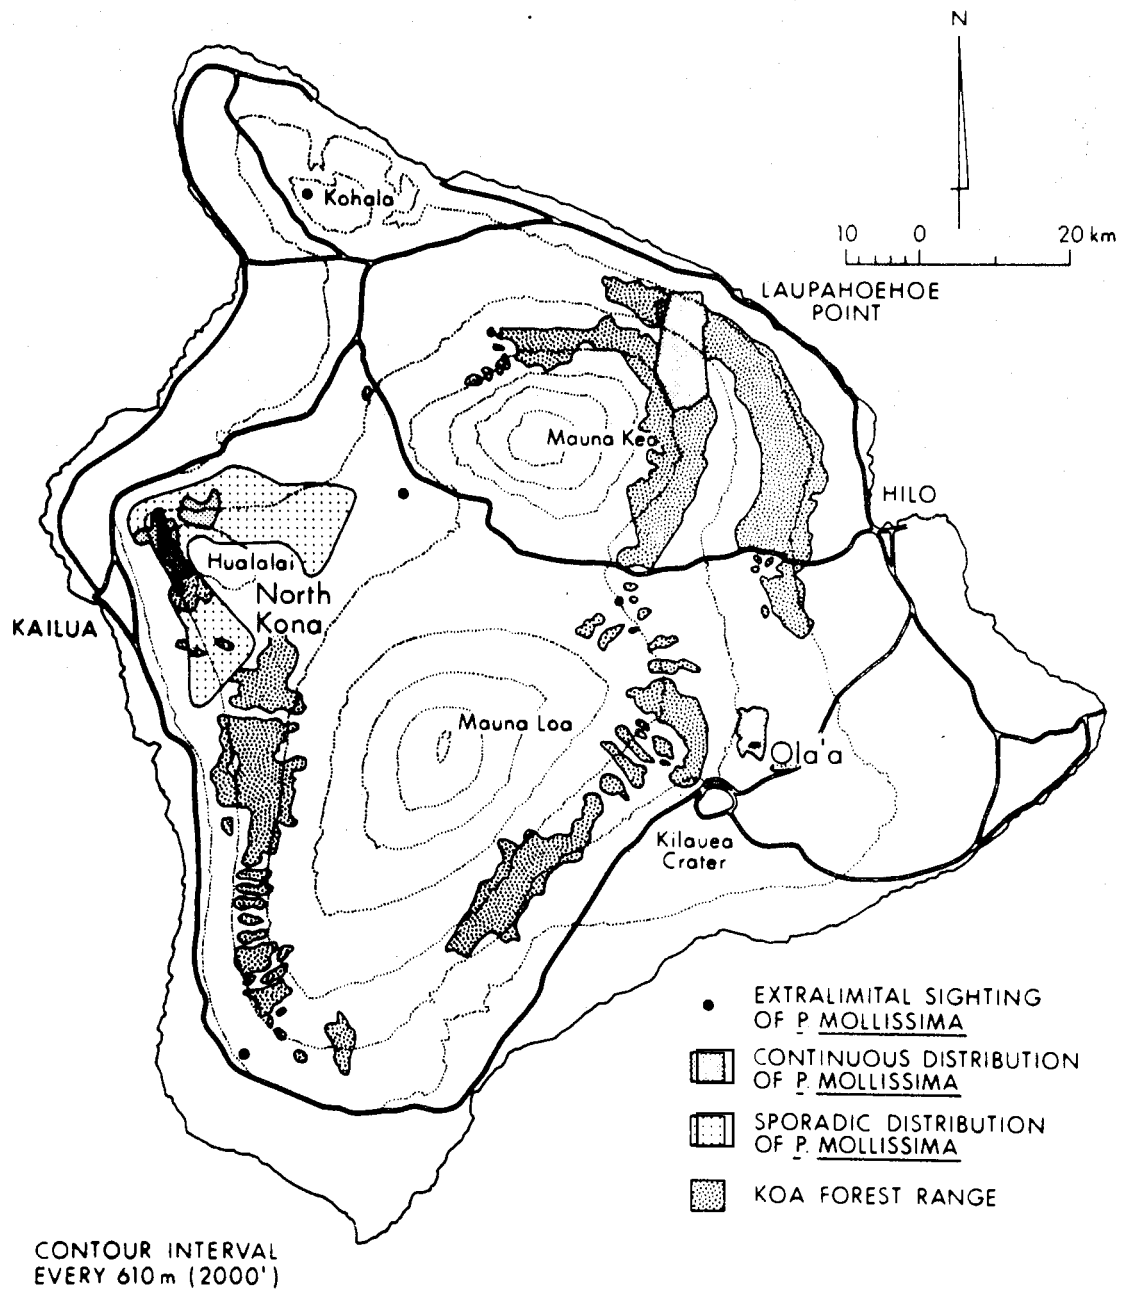 N
10 0 20 km
LAUPAHOEHOE
POINT
Kohala
Mauna Kea
HILO
Hualalai
North
Kona
KAILUA
Mauna Loa
Ola'a
Kilauea
Crater
EXTRALIMITAL SIGHTING
OF P. MOLLISSIMA
CONTINUOUS DISTRIBUTION
OF P. MOLLISSIMA
SPORADIC DISTRIBUTION
OF P. MOLLISSIMA
KOA FOREST RANGE
CONTOUR INTERVAL
EVERY 610m (2000')